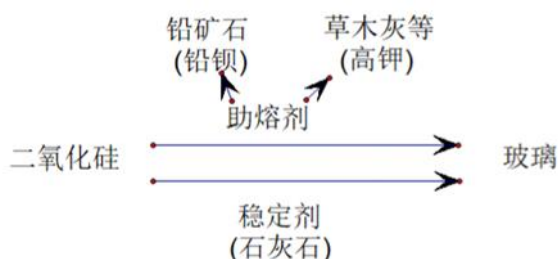 铅矿石
(铅钡)
草木灰等
(高钾)
助熔剂
二氧化硅
玻璃
稳定剂
(石灰石)